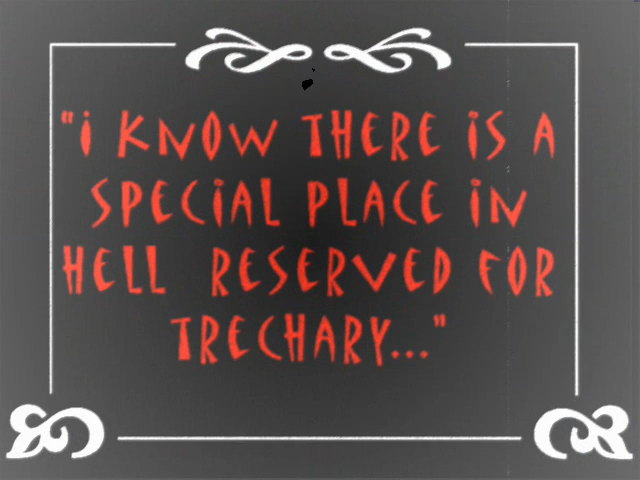 "I KNOW THERE IS A
SPECIAL PLACE IN
HELL RESERVED FOR
TRECHARY..."